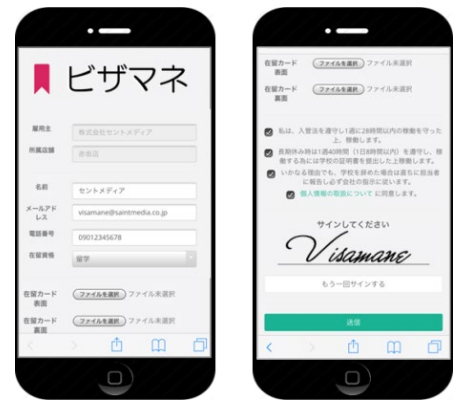 ビザマネ
雇用主
株式会社セントメディア
所属店舗
赤坂店
名前
セントメディア
メールアド
レス
visamane@saintmedia.co.jp
電話番号
09012345678
在留資格
留学
在留カード
表面
ファイルを選択 ファイル未選択
在留カード
裏面
ファイルを選択 ファイル未選択
在留カード
表面
ファイルを選択 ファイル未選択
在留カード
裏面
ファイルを選択 ファイル未選択
私は、入管法を遵守し1週に28時間以内の稼働を守った
上、稼働します。
長期休み時は1週40時間（1日8時間以内）を遵守し、稼
働する為には学校の証明書を提出した上稼働します。
いかなる理由でも、学校を辞めた場合は直ちに担当者
に報告し必ず会社の指示に従います。
個人情報の取扱について に同意します。
サインしてください
Visamane
もう一回サインする
送信